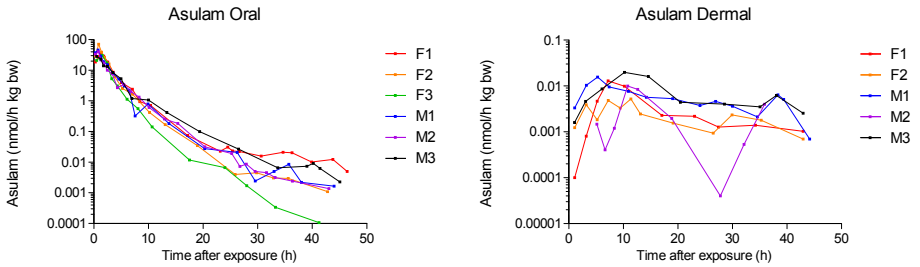 Asulam Oral
Asulam (nmol/h kg bw)
100
10
1
0.1
0.01
0.001
0.0001
0
10
20
30
40
50
Time after exposure (h)
F1
F2
F3
M1
M2
M3
Asulam Dermal
Asulam (nmol/h kg bw)
0.1
0.01
0.001
0.0001
0.00001
0
10
20
30
40
50
Time after exposure (h)
F1
F2
M1
M2
M3